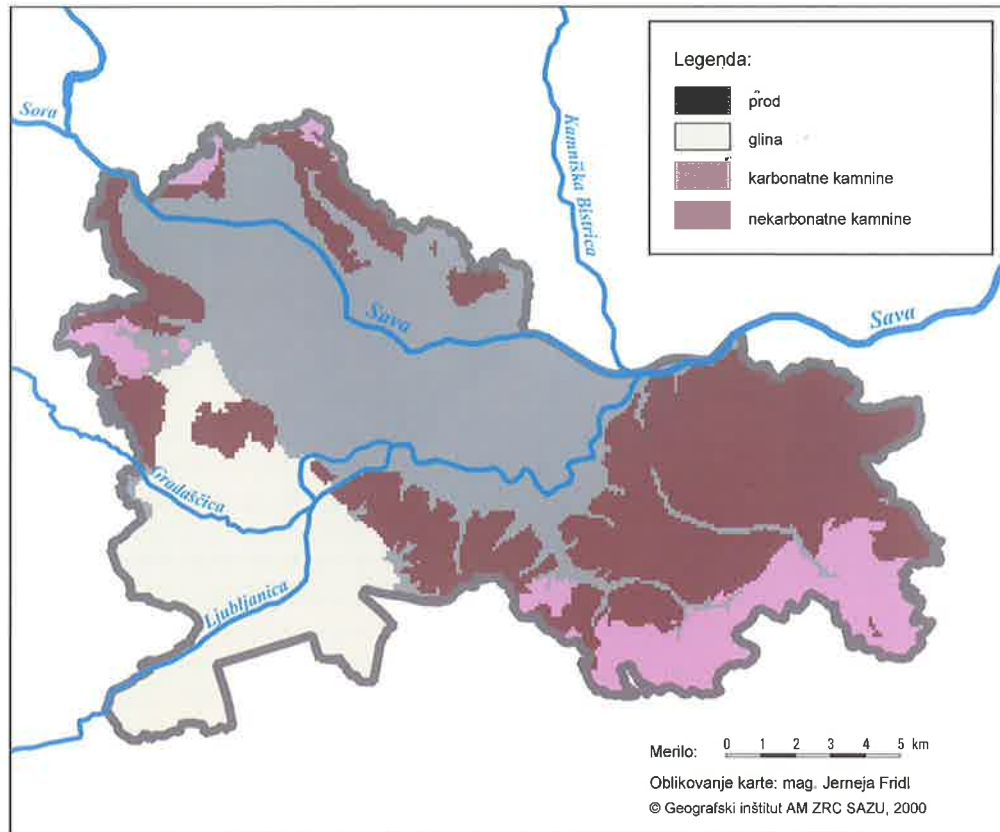 Legenda:
prod
glina
karbonatne kamnine
nekarbonatne kamnine
Sora
Kamniška Bistrica
Sava
Sava
Gradaščica
Ljubljanica
Merilo: 0 1 2 3 4 5 km
Oblikovanje karte: mag. Jerneja Fridl
© Geografski inštitut AM ZRC SAZU, 2000